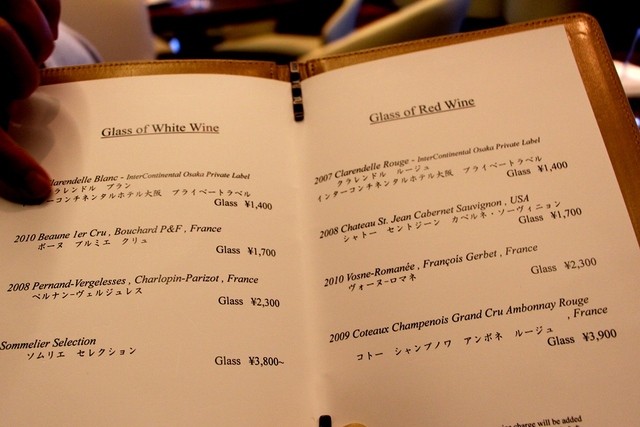 Glass of White Wine
Clarendelle Blanc - InterContinental Osaka Private Label
ラレンドル ブラン
ーコンチネンタルホテル大阪 プライベートラベル
Glass ¥1,400
2010 Beaune 1er Cru , Bouchard P&F , France
ボーヌ プルミエ クリュ
Glass ¥1,700
2008 Pernand-Vergelesses , Charlopin-Parizot , France
ペルナン-ヴェルジュレス
Glass ¥2,300
Sommelier Selection
ソムリエ セレクション
Glass ¥3,800~
Glass of Red Wine
2007 Clarendelle Rouge - InterContinental Osaka Private Label
クラレンドル ルージュ
インターコンチネンタルホテル大阪 プライベートラベル
Glass ¥1,400
2008 Chateau St. Jean Cabernet Sauvignon , USA
シャトー セントジーン カベルネ・ソーヴィニョン
Glass ¥1,700
2010 Vosne-Romanée , François Gerbet , France
ヴォーヌ-ロマネ
Glass ¥2,300
2009 Coteaux Champenois Grand Cru Ambonnay Rouge
, France
コトー シャンプノワ アンボネ ルージュ
Glass ¥3,900
charge will be added